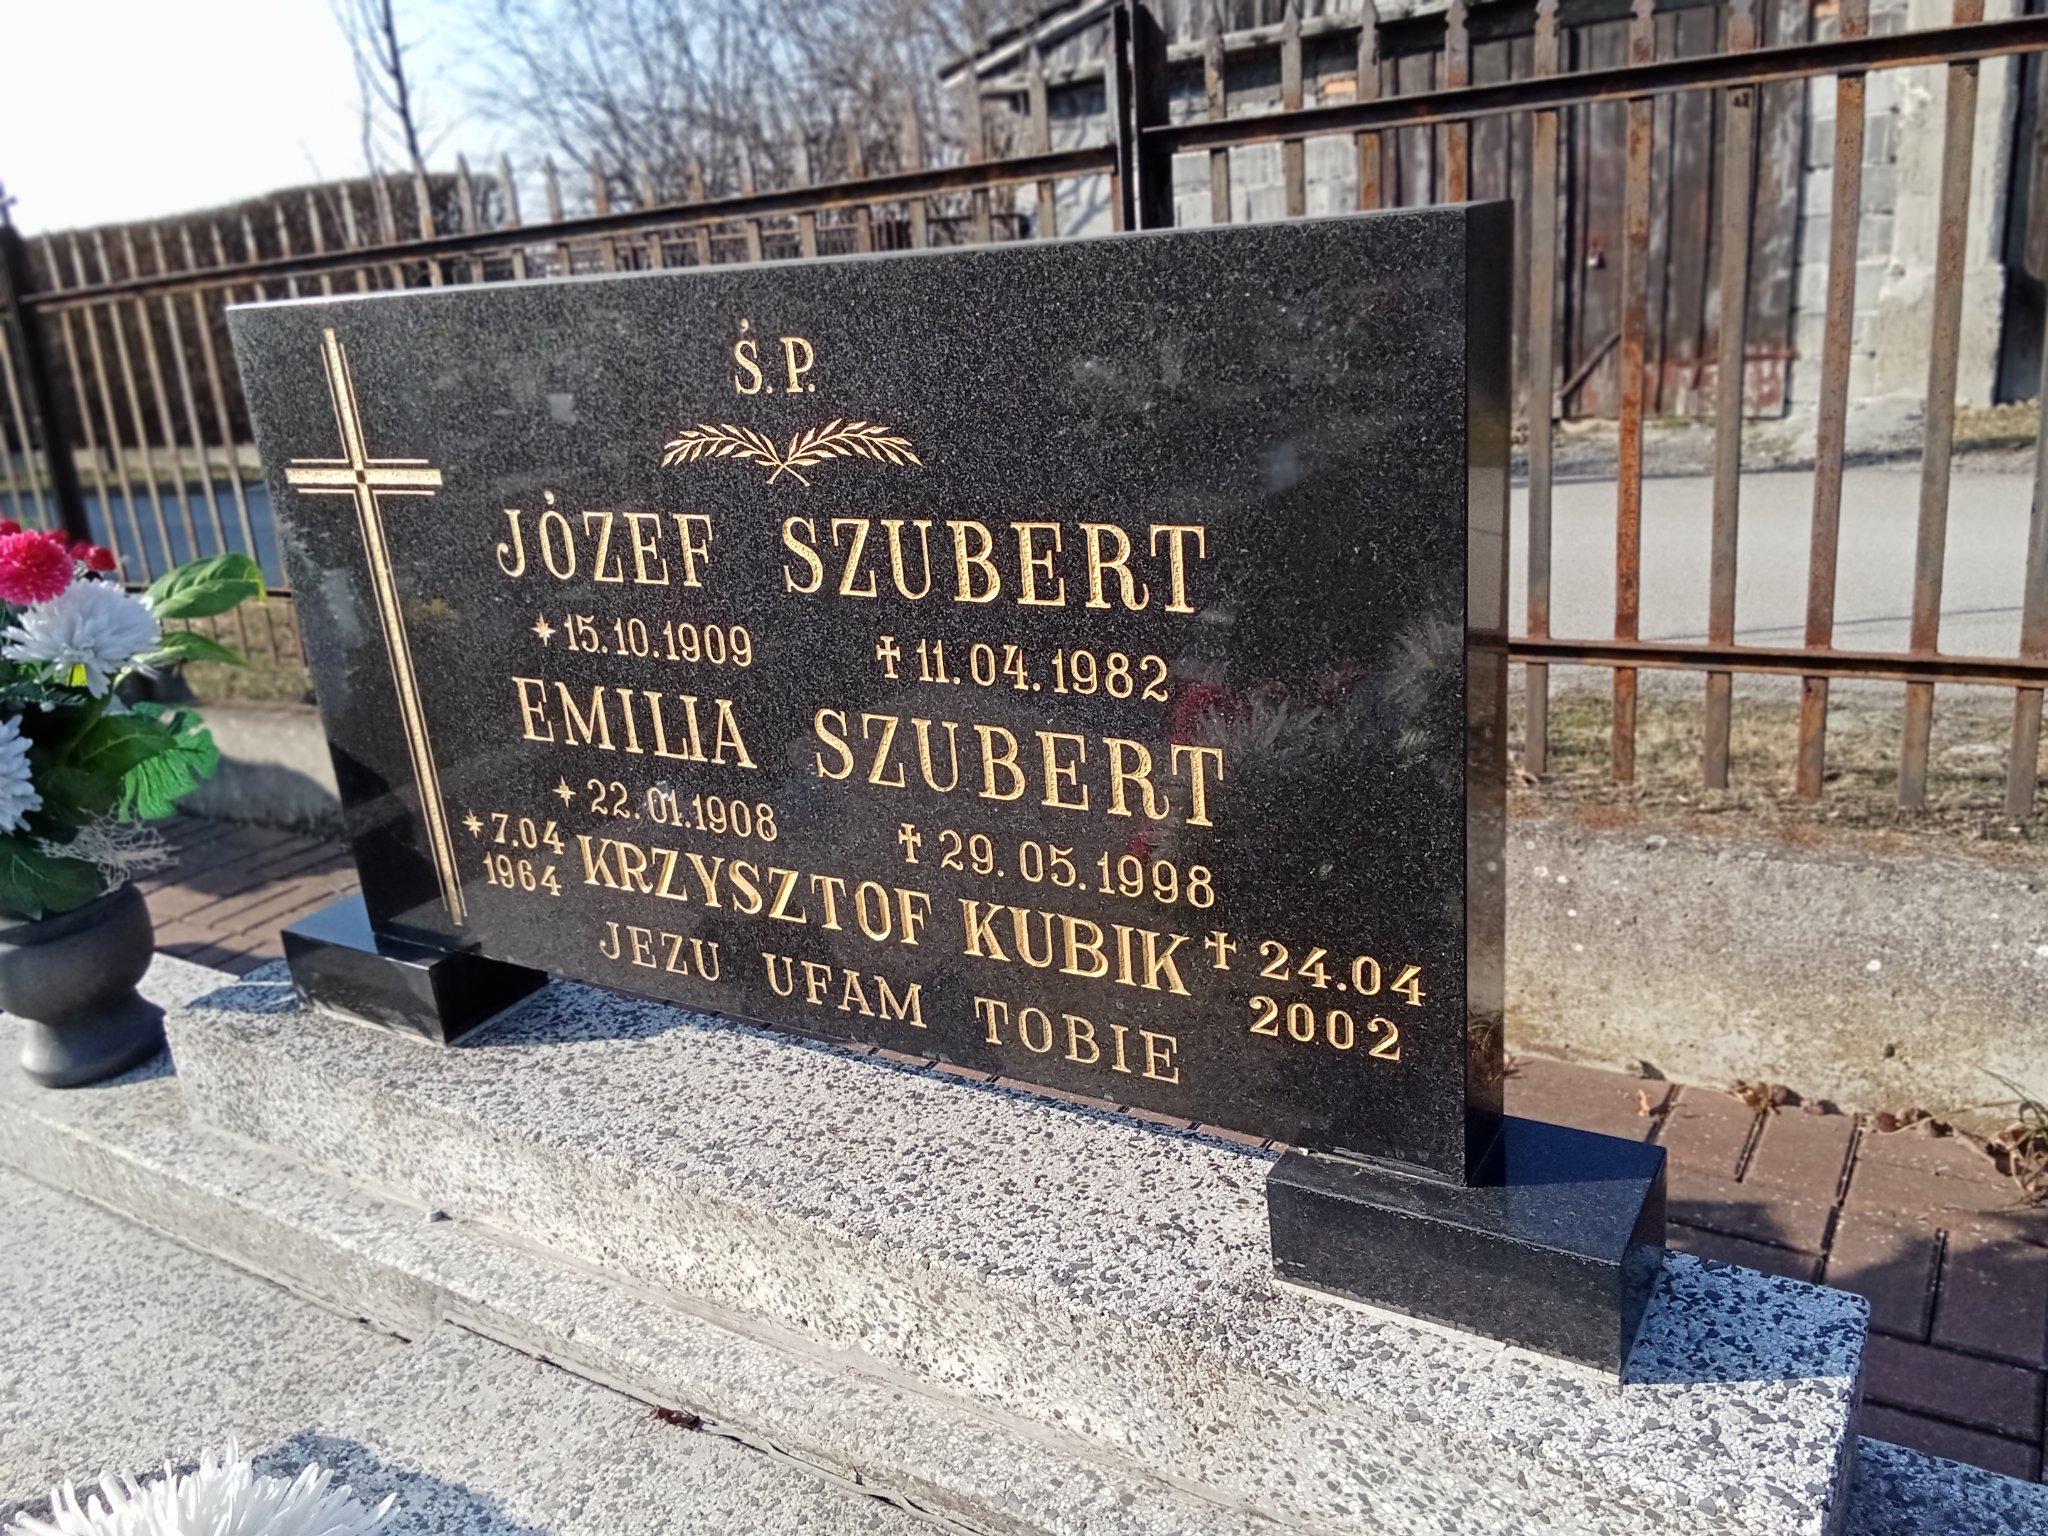 Ś.P.
JÓZEF SZUBERT
15.10.1909 ✝11.04.1982
EMILIA SZUBERT
22.01.1908 ✝29.05.1998
7.04
1964
KRZYSZTOF KUBIK
✝24.04
2002
JEZU UFAM TOBIE